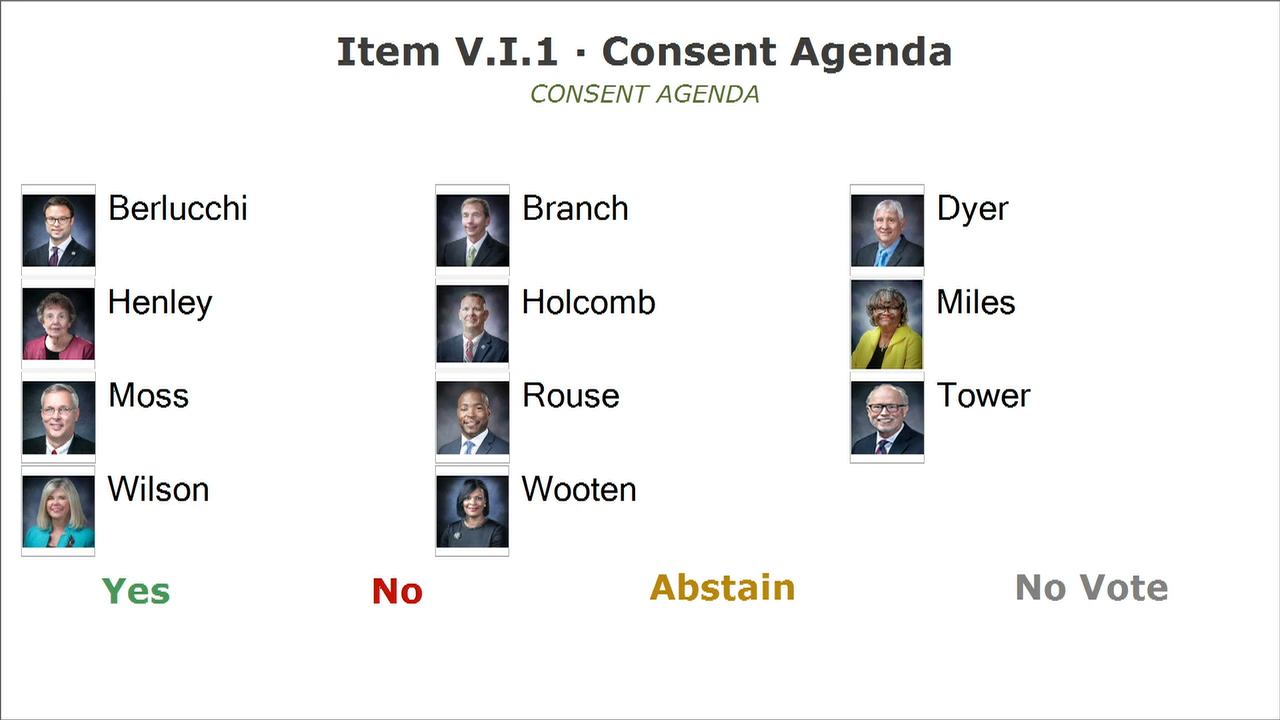 Item V.I.1 · Consent Agenda
CONSENT AGENDA
Berlucchi Branch Dyer
Henley Holcomb Miles
Moss Rouse Tower
Wilson Wooten
Yes No Abstain No Vote